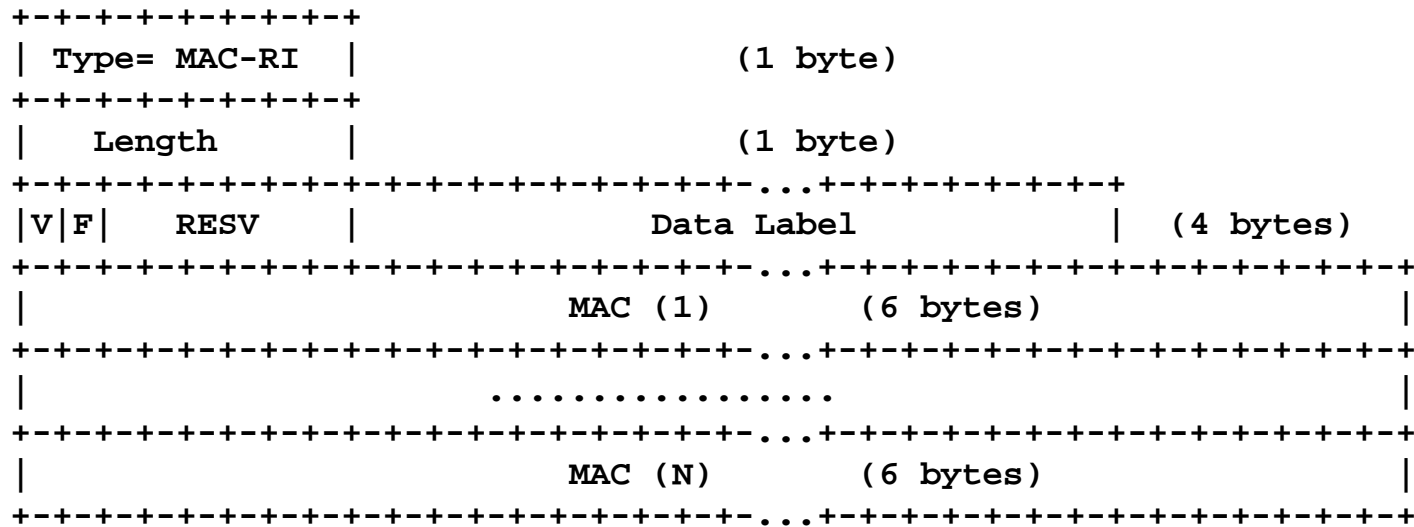 +-+-+-+-+-+-+-+-+
| Type= MAC-RI  |                  (1 byte)
+-+-+-+-+-+-+-+-+
|   Length      |                  (1 byte)
+-+-+-+-+-+-+-+-+-+-+-+-+-+-+-+-+-+-...+-+-+-+-+-+-+-+
|V|F|   RESV    |              Data Label            |  (4 bytes)
+-+-+-+-+-+-+-+-+-+-+-+-+-+-+-+-+-+-...+-+-+-+-+-+-+-+-+-+-+-+-+-+-+
|                          MAC (1)       (6 bytes)                 |
+-+-+-+-+-+-+-+-+-+-+-+-+-+-+-+-+-+-...+-+-+-+-+-+-+-+-+-+-+-+-+-+-+
|                      .................                           |
+-+-+-+-+-+-+-+-+-+-+-+-+-+-+-+-+-+-...+-+-+-+-+-+-+-+-+-+-+-+-+-+-+
|                          MAC (N)       (6 bytes)                 |
+-+-+-+-+-+-+-+-+-+-+-+-+-+-+-+-+-+-...+-+-+-+-+-+-+-+-+-+-+-+-+-+-+